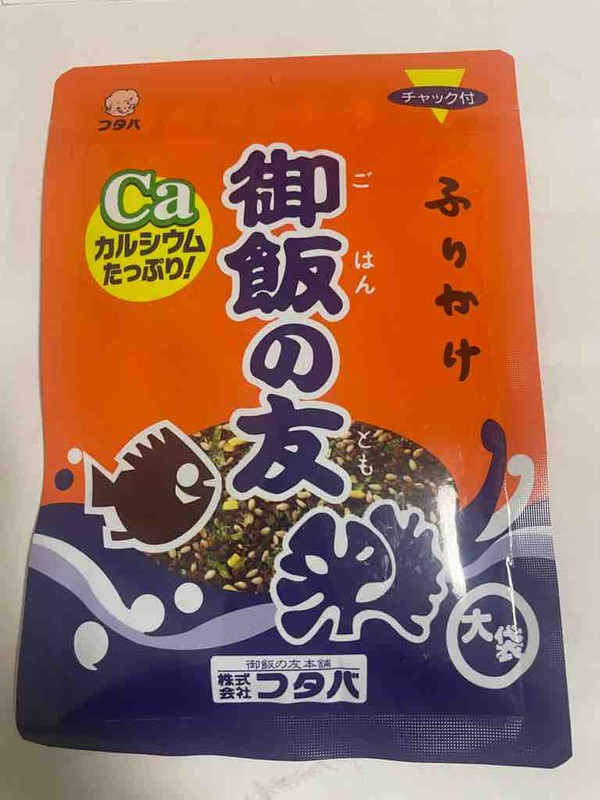 フタバ
チャック付
Ca
カルシウム
たっぷり!
御飯の友
ごはん
とも
ふりかけ
大袋
御飯の友本舗
株式会社
フタバ